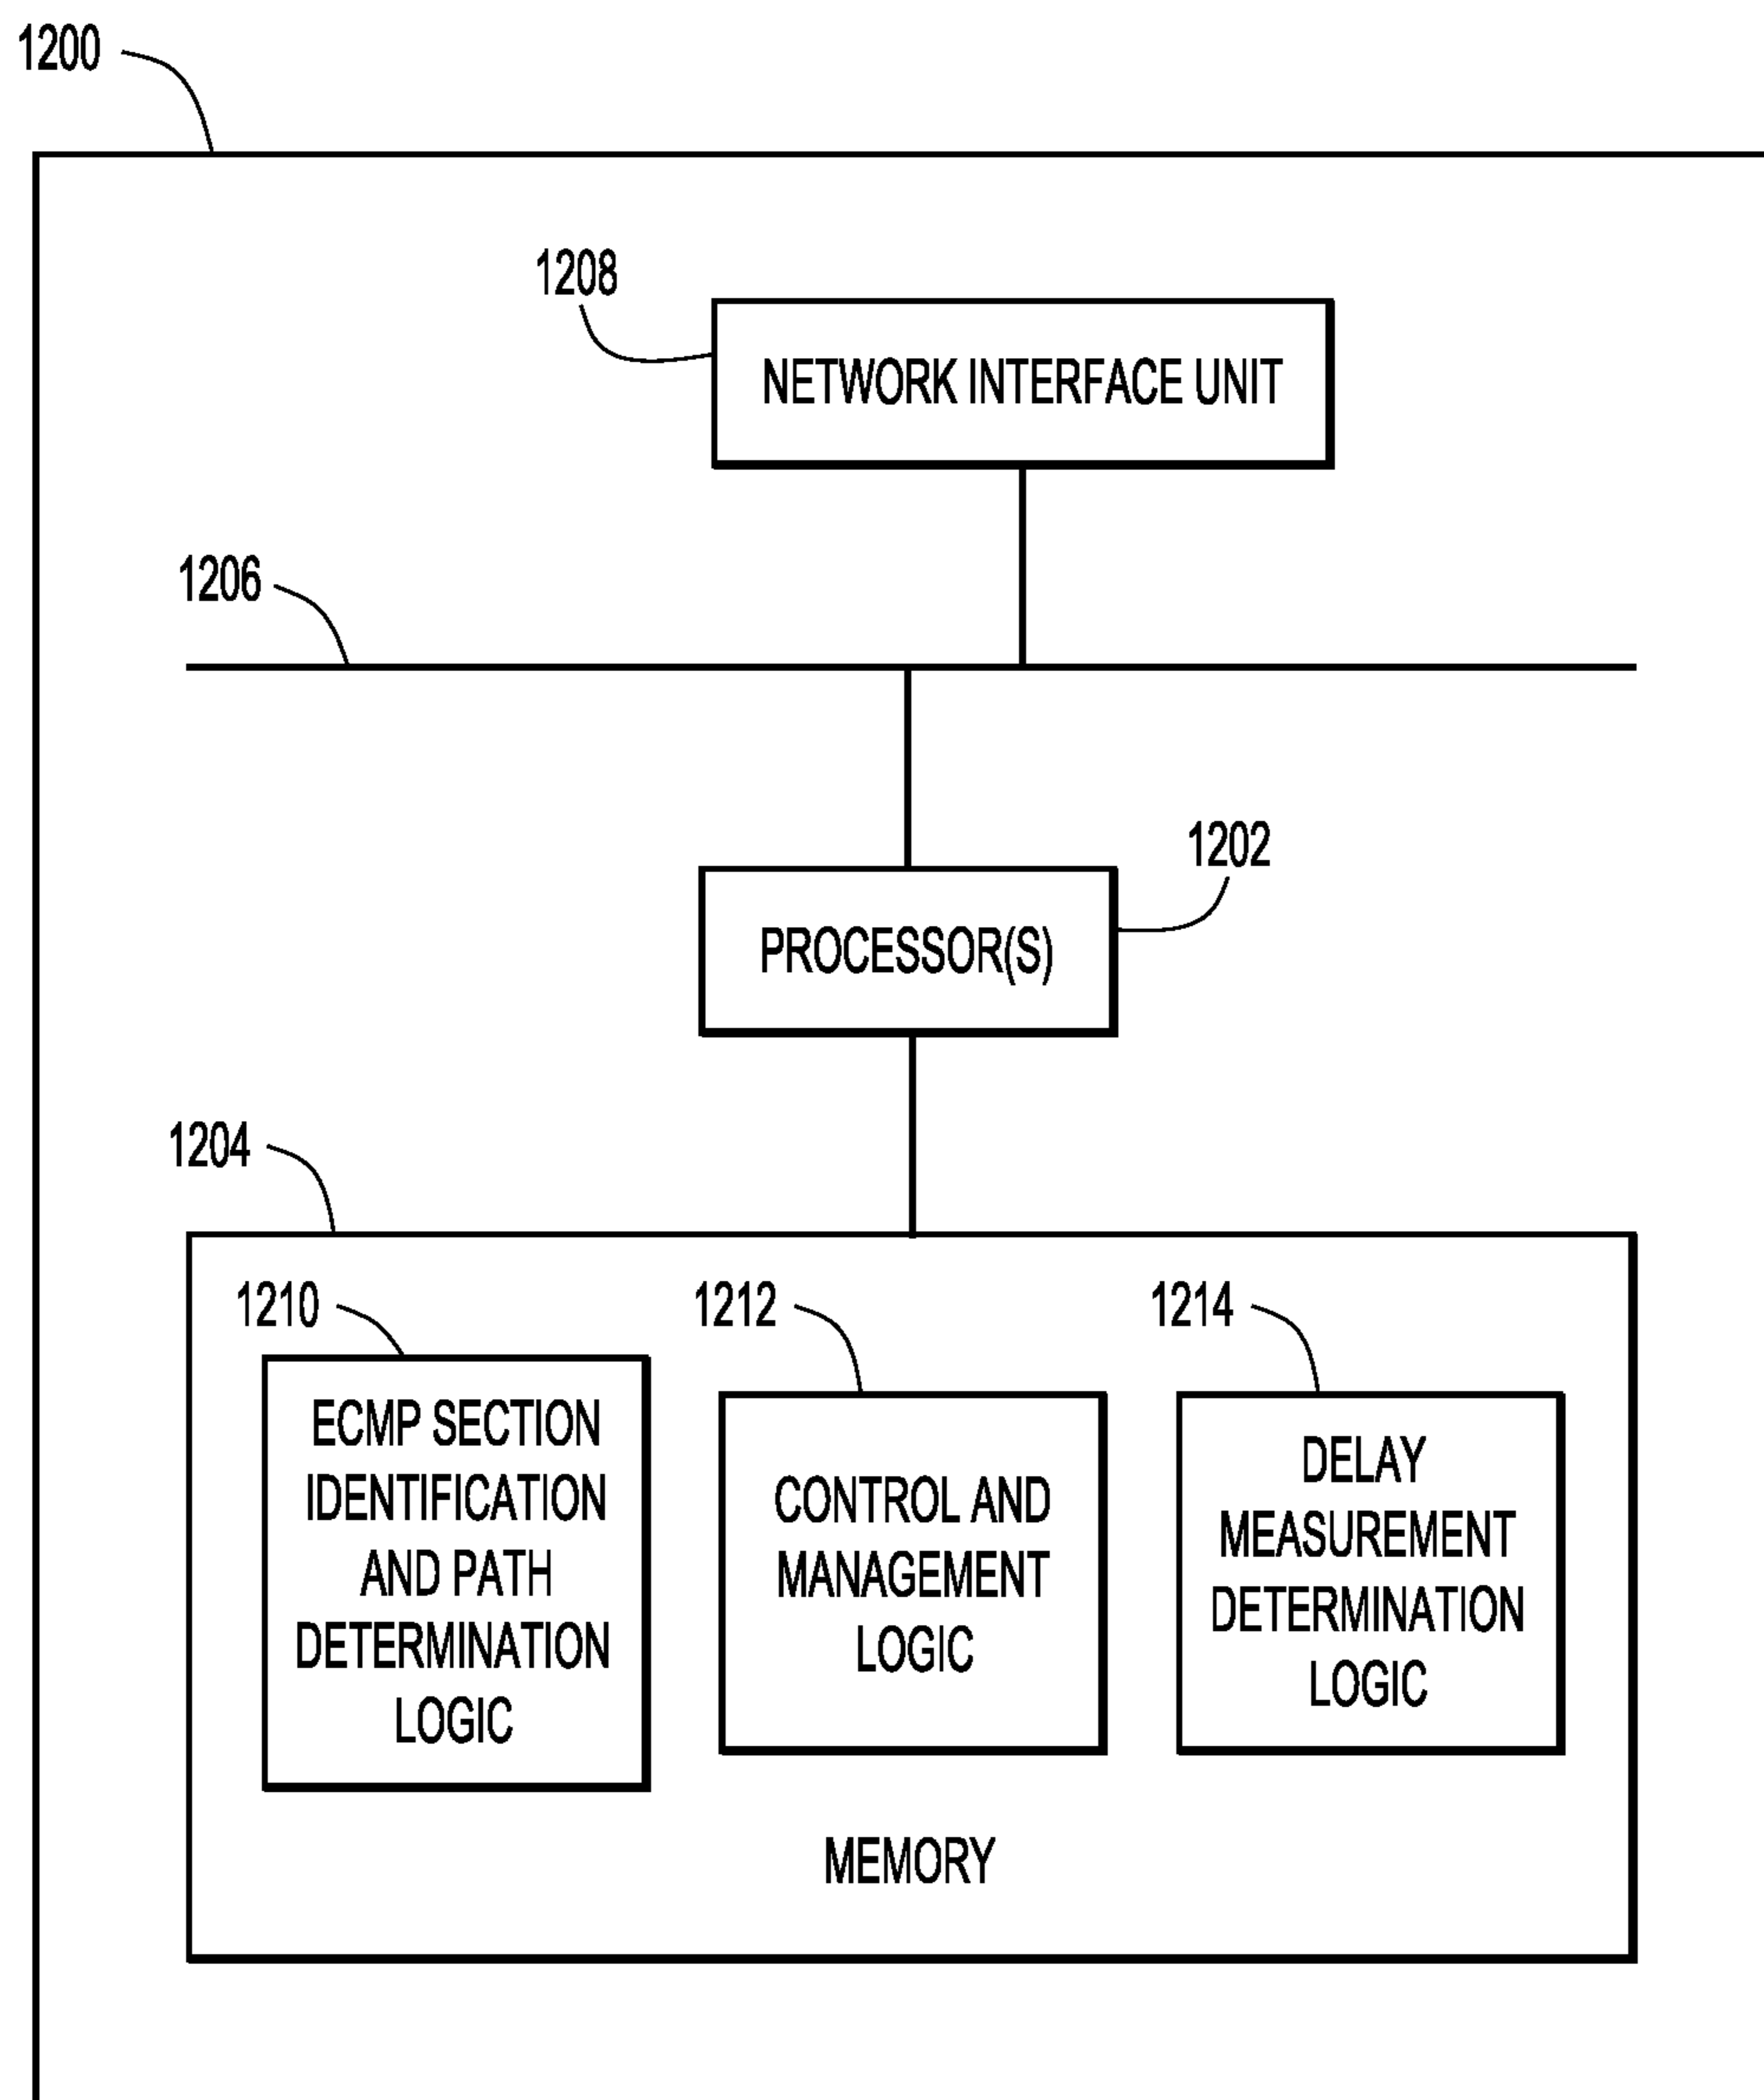 1200
1208
NETWORK INTERFACE UNIT
1206
1202
PROCESSOR(S)
1204
1210
ECMP SECTION
IDENTIFICATION
AND PATH
DETERMINATION
LOGIC
1212
CONTROL AND
MANAGEMENT
LOGIC
1214
DELAY
MEASUREMENT
DETERMINATION
LOGIC
MEMORY